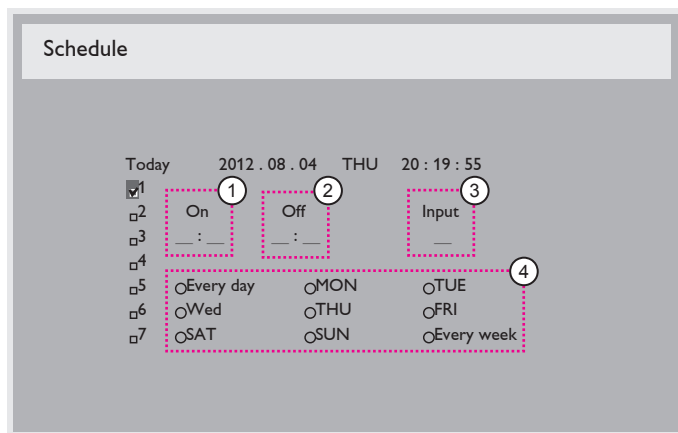 Schedule
Today 2012 . 08 . 04 THU 20 : 19 : 55
1 1 2 3
2 On Off Input
3 __ : __ __ : __ __
4 4
5 Every day MON TUE
6 Wed THU FRI
7 SAT SUN Every week